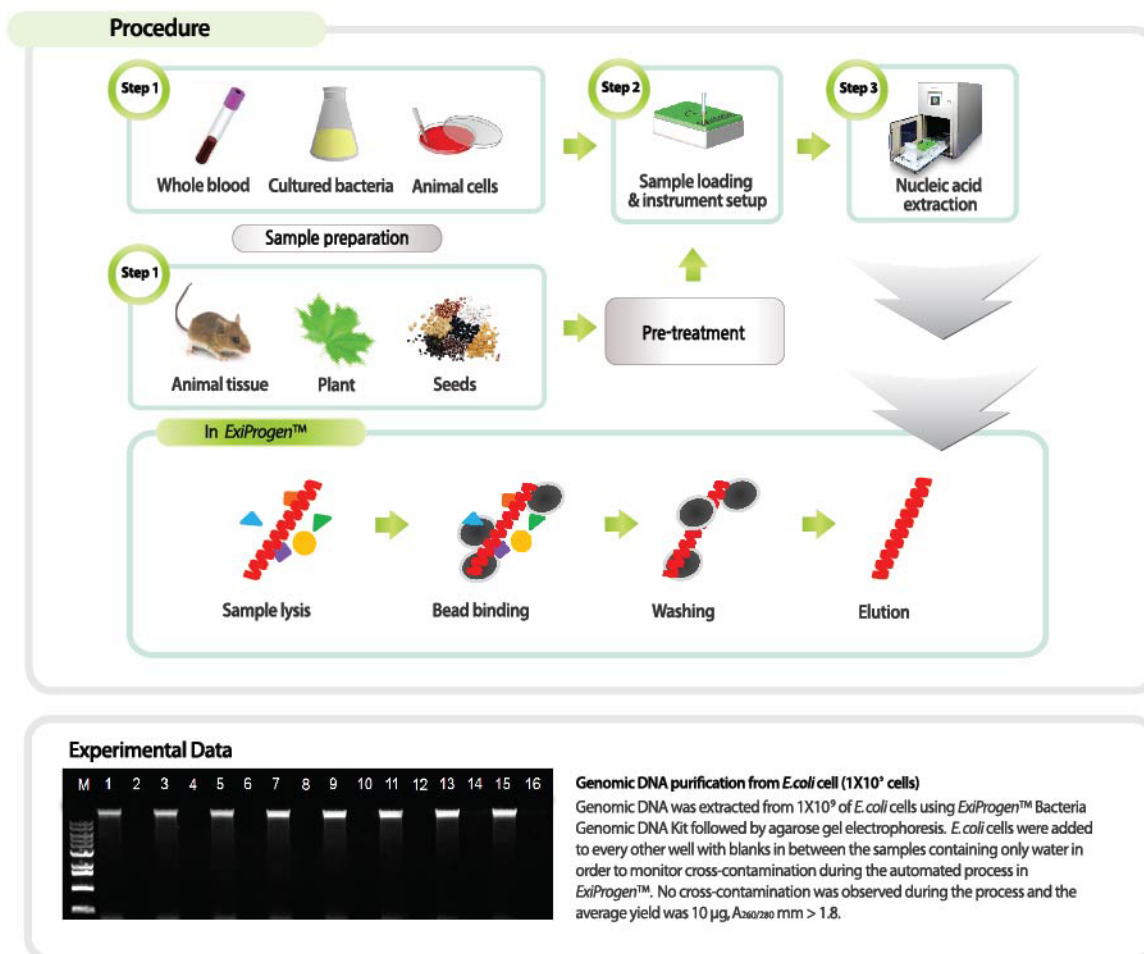 Procedure
Step 1
Whole blood
Cultured bacteria
Animal cells
Step 2
Sample loading
& instrument setup
Step 3
Nucleic acid
extraction
Sample preparation
Step 1
Animal tissue
Plant
Seeds
Pre-treatment
In ExiProgen™
Sample lysis
Bead binding
Washing
Elution
Experimental Data
M 1 2 3 4 5 6 7 8 9 10 11 12 13 14 15 16
Genomic DNA purification from E.coli cell (1X10⁹ cells)
Genomic DNA was extracted from 1X10⁹ of E.coli cells using ExiProgen™ Bacteria
Genomic DNA Kit followed by agarose gel electrophoresis. E.coli cells were added
to every other well with blanks in between the samples containing only water in
order to monitor cross-contamination during the automated process in
ExiProgen™. No cross-contamination was observed during the process and the
average yield was 10 µg, A260/280 mm > 1.8.